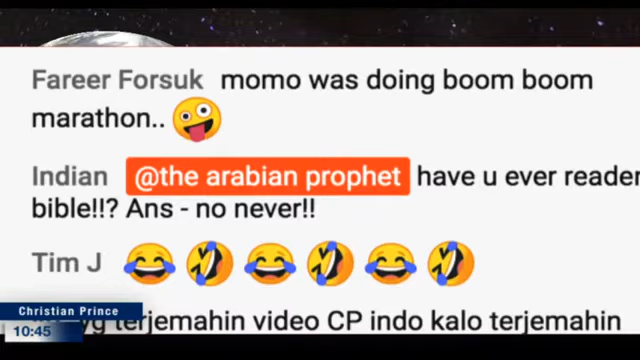 Fareer Forsuk momo was doing boom boom
marathon..
Indian @the arabian prophet have u ever reader
bible!!? Ans - no never!!
Tim J
Christian Prince
10:45
terjemahin video CP indo kalo terjemahin